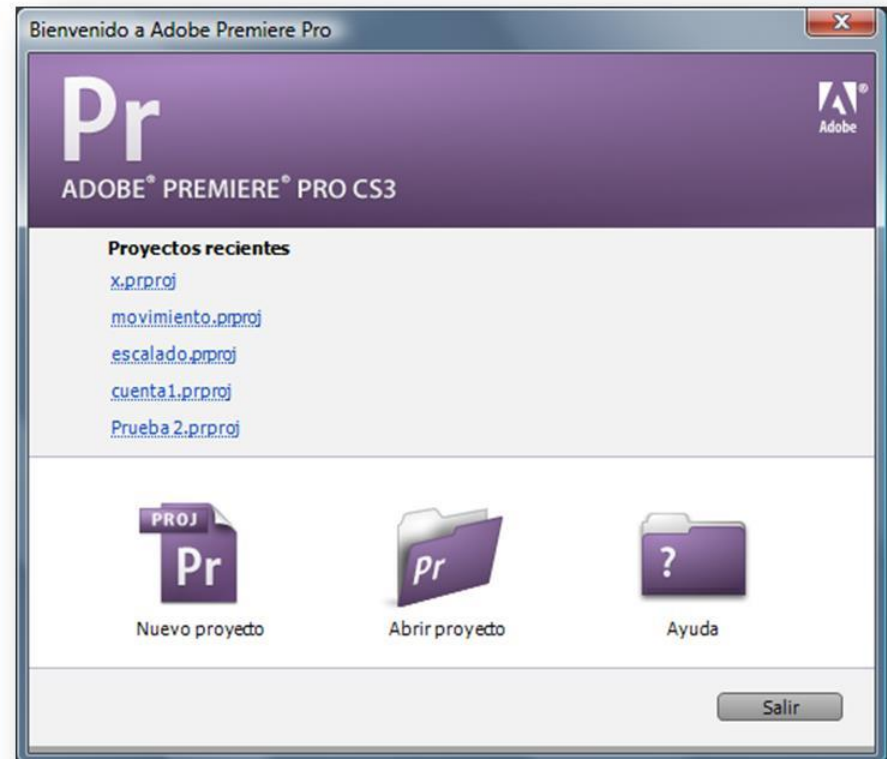 Bienvenido a Adobe Premiere Pro
Pr
Adobe
ADOBE® PREMIERE® PRO CS3
Proyectos recientes
x.prproj
movimiento.prproj
escalado.prproj
cuenta1.prproj
Prueba 2.prproj
PROJ
Pr
Pr
?
Nuevo proyecto
Abrir proyecto
Ayuda
Salir